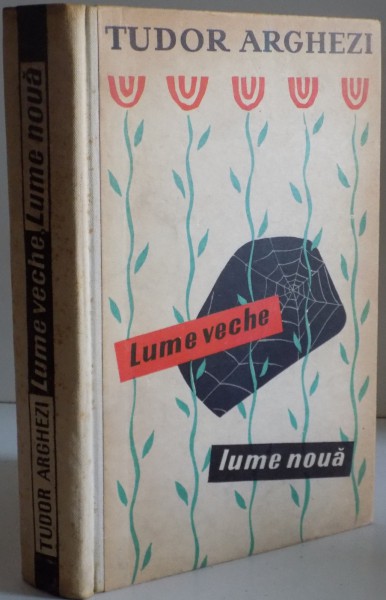 TUDOR ARGHEZI
Lume veche
lume nouă
TUDOR ARGHEZI Lume veche, Lume nouă